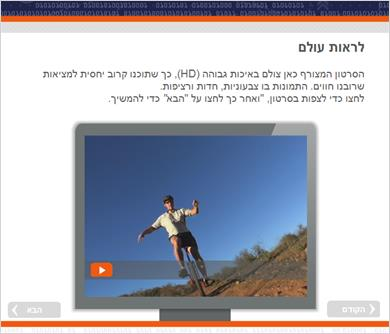 לראות עולם
הסרטון המצורף כאן צולם באיכות גבוהה (HD), כך שתוכנו קרוב יחסית למציאות
שרובנו חווים. התמונות בו צבעוניות, חדות ורציפות.
לחצו כדי לצפות בסרטון, "ואחר כך לחצו על "הבא" כדי להמשיך.
הקודם
הבא